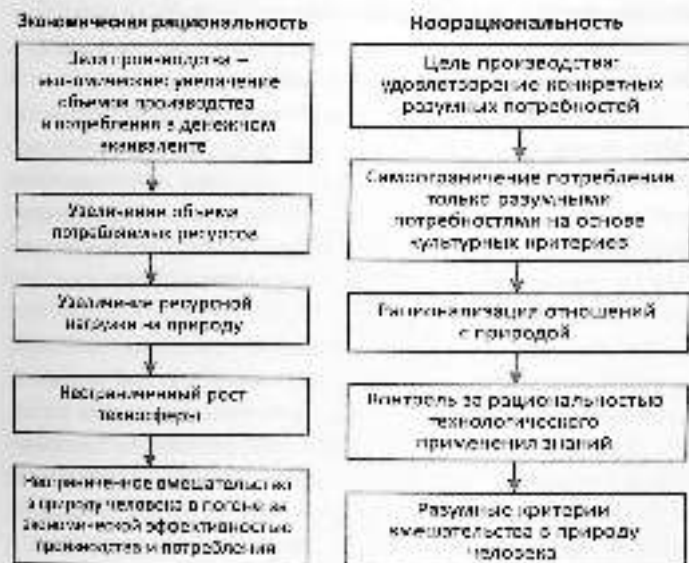 Экономическая рациональность
Цели производства –
экономические: увеличение
объемов производства
и потребления в денежном
эквиваленте
Увеличение объема
потребляемых ресурсов
Увеличение ресурсной
нагрузки на природу
Неограниченный рост
техносферы
Неограниченное вмешательство
в природу человека в погоне за
экономической эффективностью
производства и потребления
Ноорациональность
Цель производства:
удовлетворение конкретных
разумных потребностей
Самоограничение потребления
только разумными
потребностями на основе
культурных критериев
Рационализация отношений
с природой
Контроль за рациональностью
технологического
применения знаний
Разумные критерии
вмешательства в природу
человека